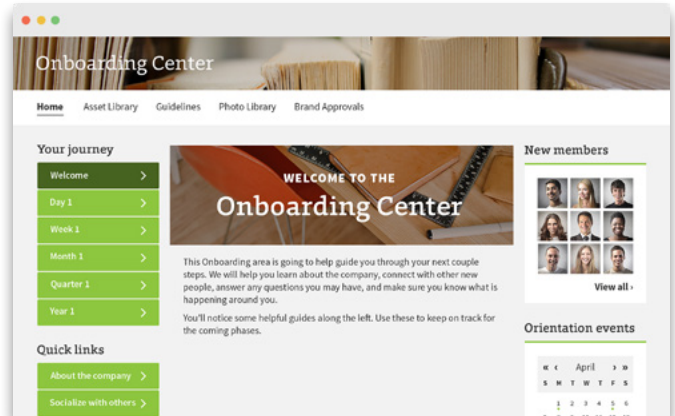 Onboarding Center
Home Asset Library Guidelines Photo Library Brand Approvals
Your journey
Welcome
Day 1
Week 1
Month 1
Quarter 1
Year 1
Quick links
About the company
Socialize with others
WELCOME TO THE
Onboarding Center
This Onboarding area is going to help guide you through your next couple
steps. We will help you learn about the company, connect with other new
people, answer any questions you may have, and make sure you know what is
happening around you.
You'll notice some helpful guides along the left. Use these to keep on track for
the coming phases.
New members
View all ›
Orientation events
« ‹ April › »
S M T W T F S
1 2 3 4 5 6